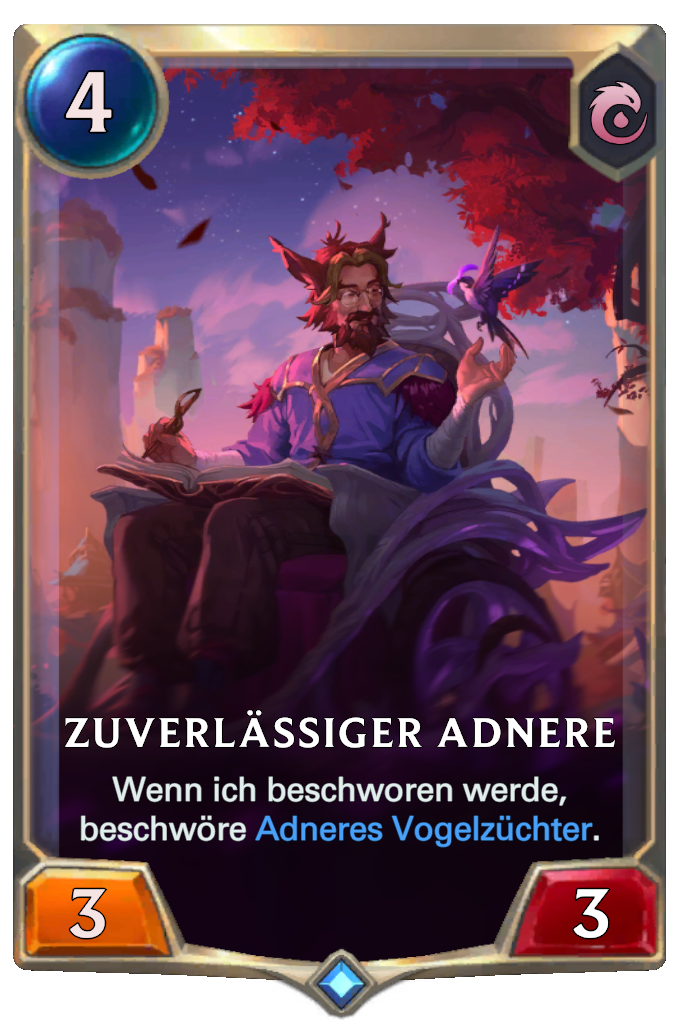 4
ZUVERLÄSSIGER ADNERE
Wenn ich beschworen werde,
beschwöre Adneres Vogelzüchter.
3
3